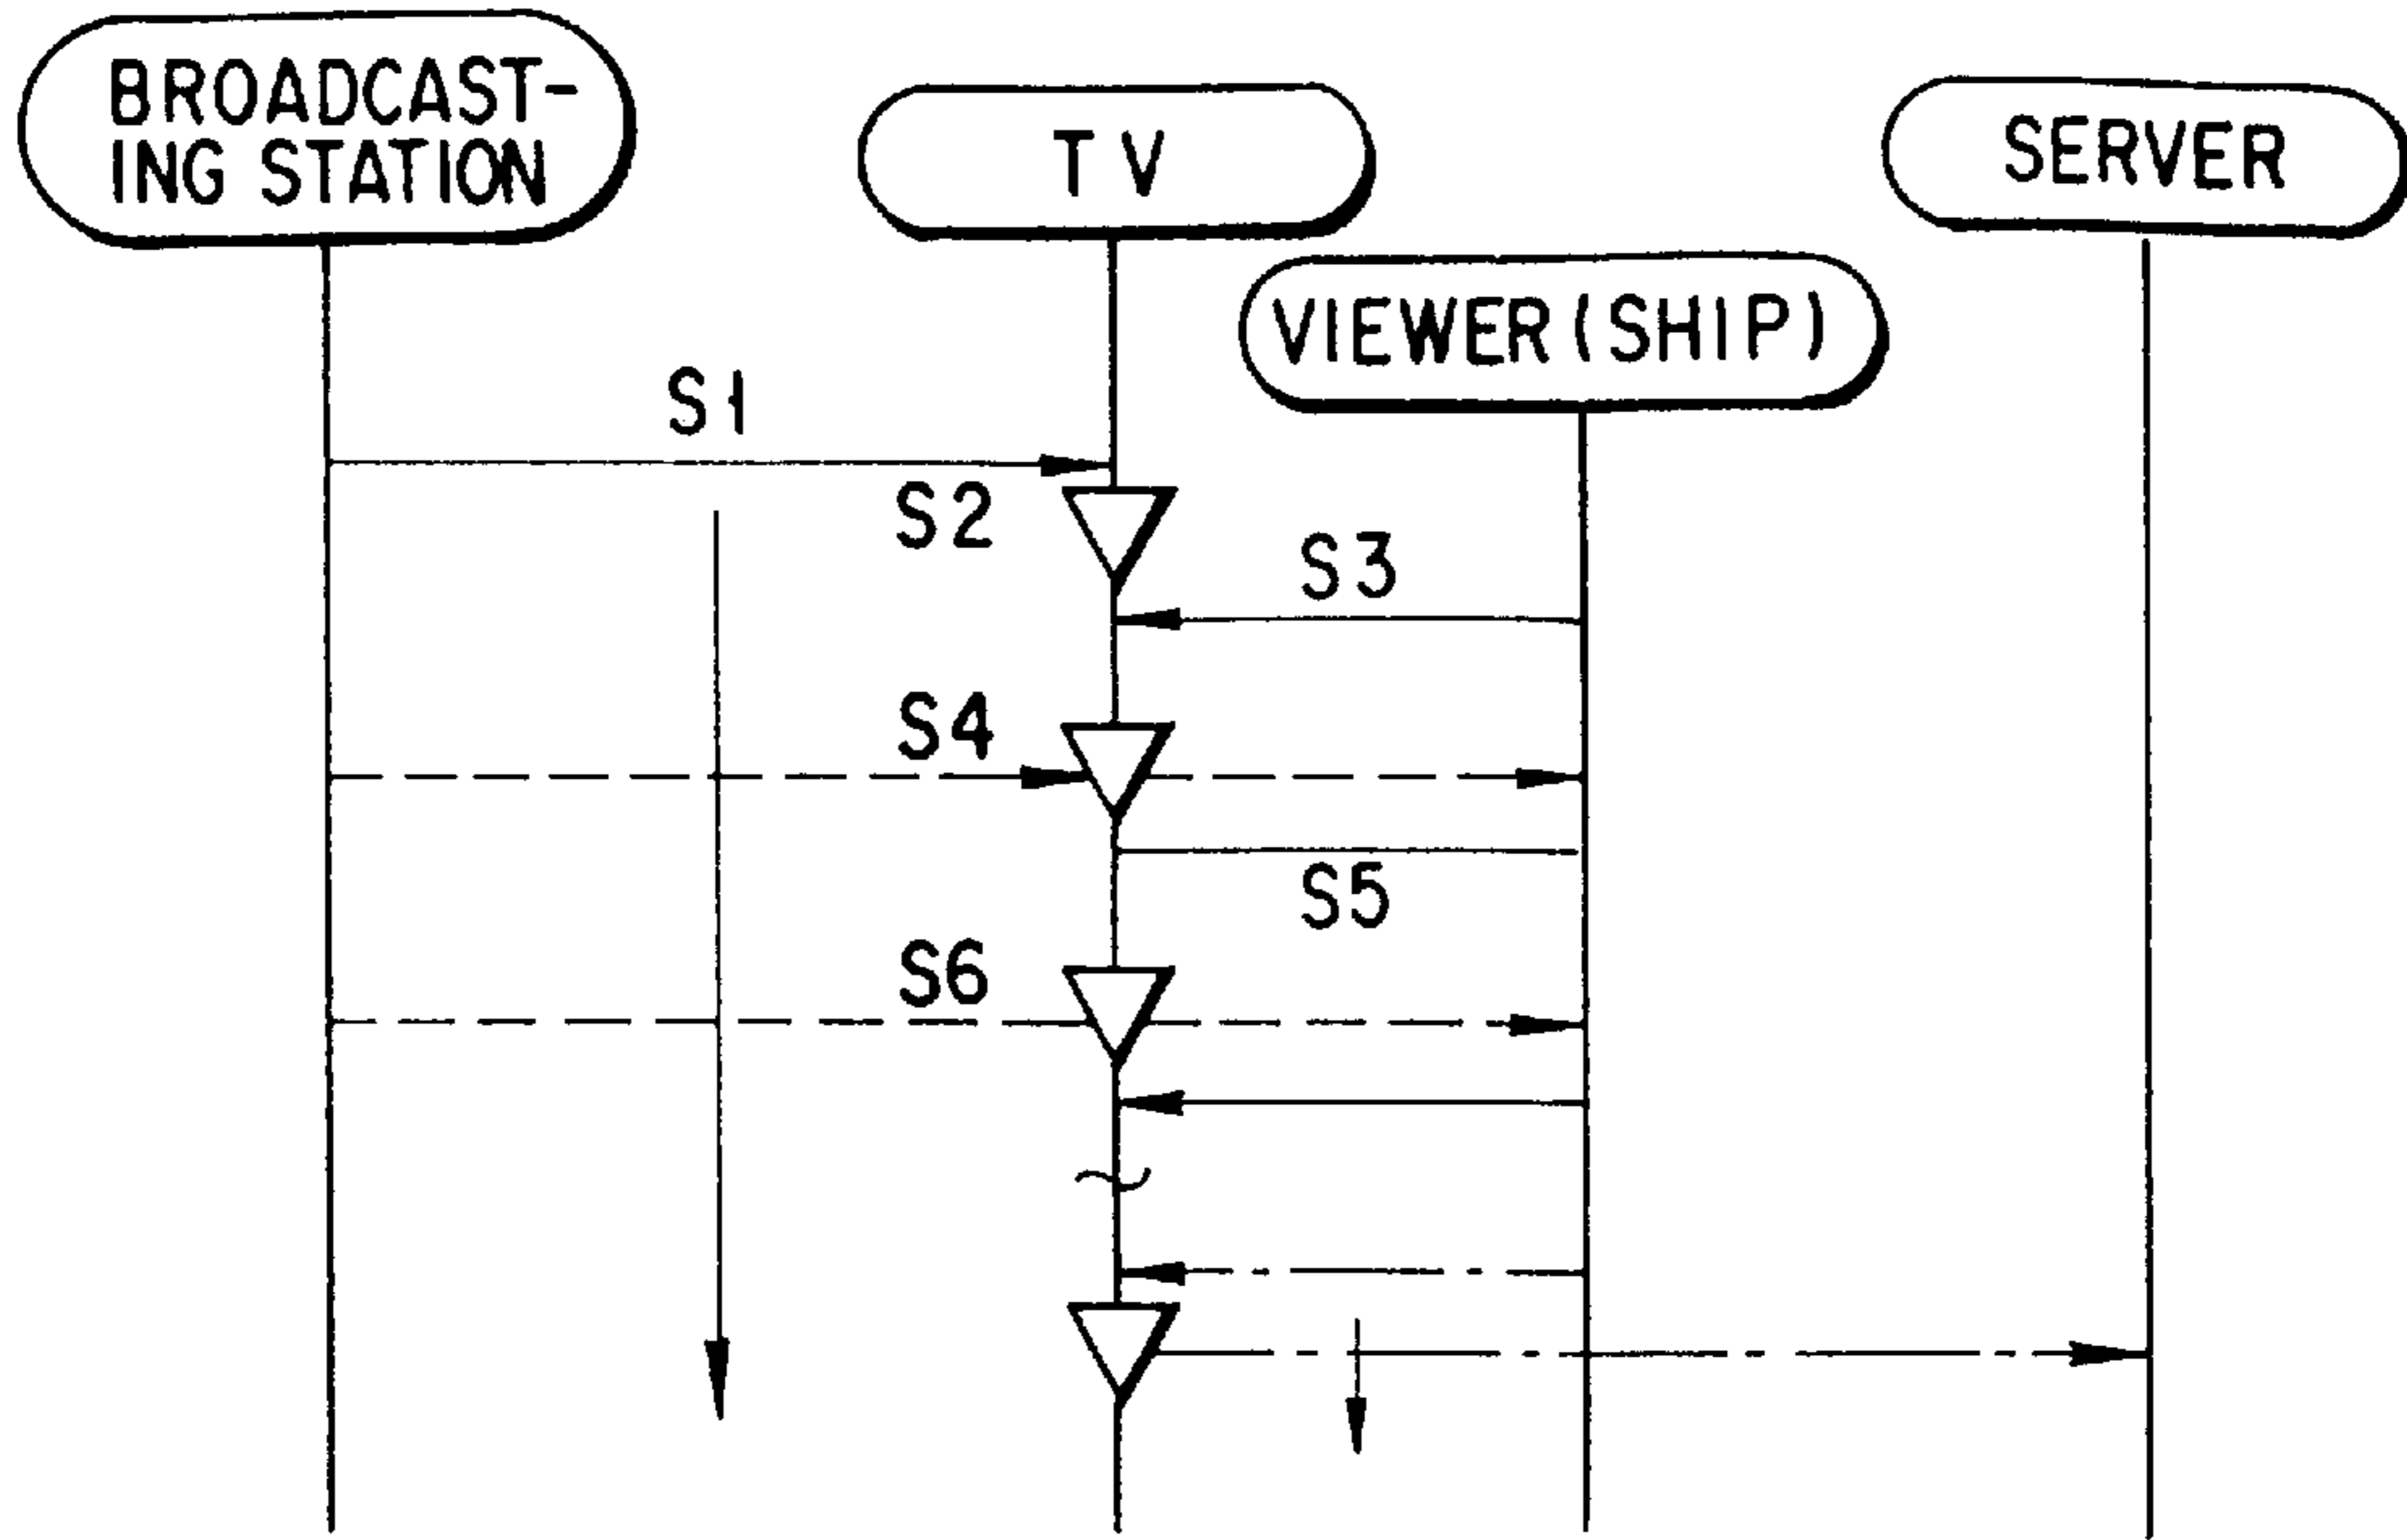 BROADCAST-
ING STATION
TV
SERVER
VIEWER(SHIP)
S1
S2
S3
S4
S5
S6